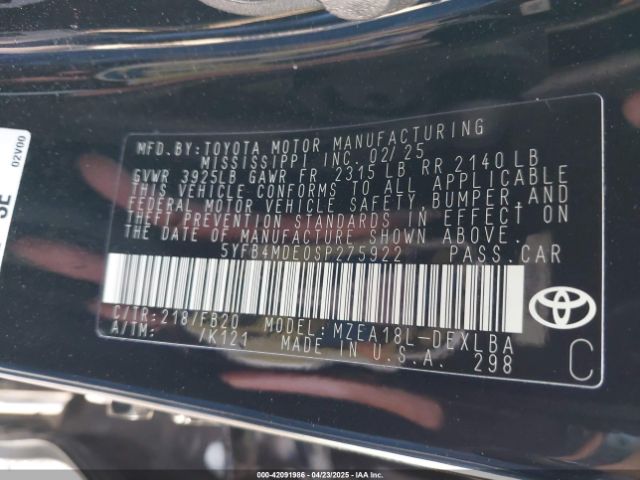 MFD.BY:TOYOTA MOTOR MANUFACTURING
MISSISSIPPI INC. 02/25
GVWR 3925LB GAWR FR 2315 LB RR 2140 LB
THIS VEHICLE CONFORMS TO ALL APPLICABLE
FEDERAL MOTOR VEHICLE SAFETY, BUMPER,AND
THEFT PREVENTION STANDARDS IN EFFECT ON
THE DATE OF MANUFACTURE SHOWN ABOVE.
5YFB4MDE0SP275922 PASS.CAR
C/TR:218/FB20 MODEL: MZEA18L-DEXLBA
A/TM: /K121 MADE IN U.S.A. 298
C
02V00
000-42091986 - 04/23/2025 - IAA, Inc.